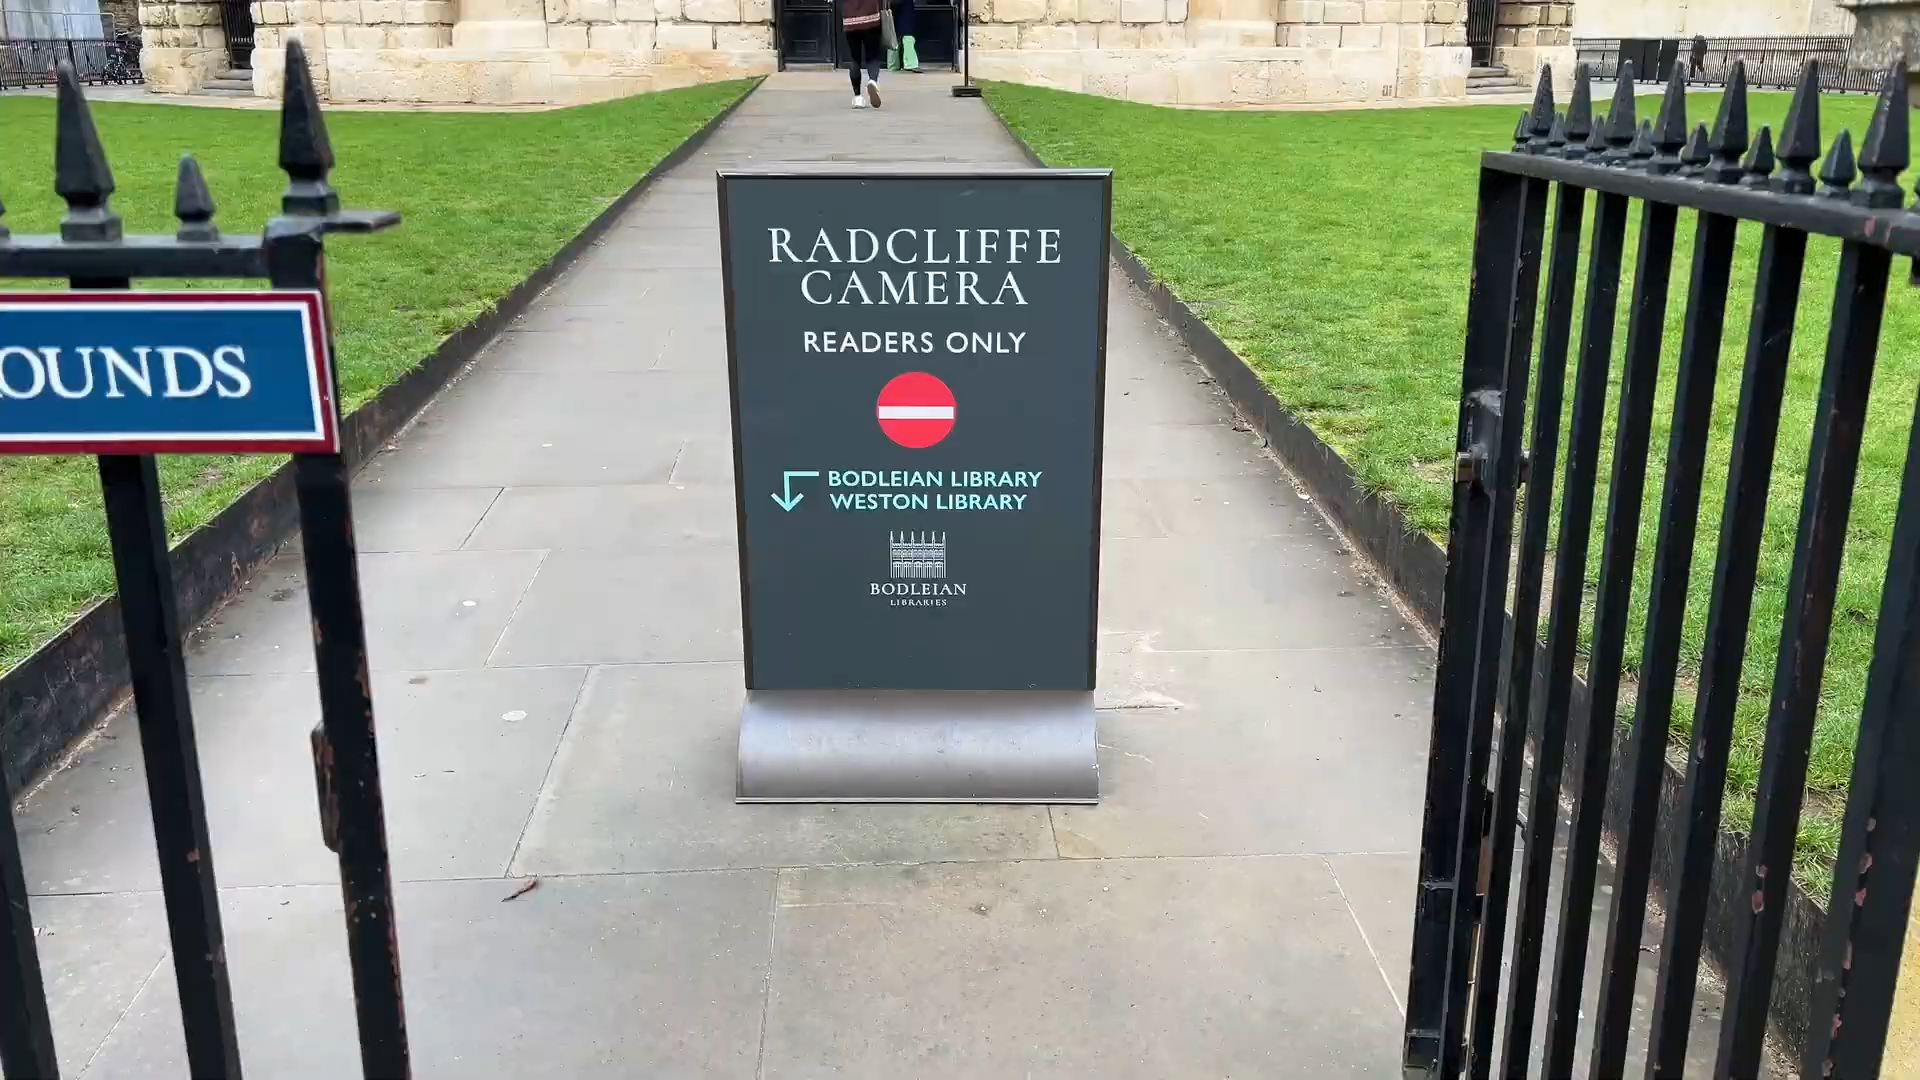 RADCLIFFE
CAMERA
READERS ONLY
BODLEIAN LIBRARY
WESTON LIBRARY
BODLEIAN
LIBRARIES
OUNDS